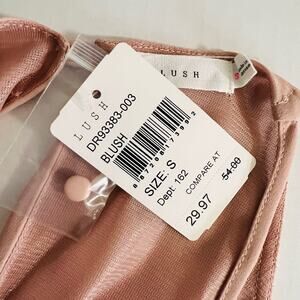 LUSH
LUSH
DR93383-003
BLUSH
SIZE: S
Dept: 162
COMPARE AT
54.00
29.97